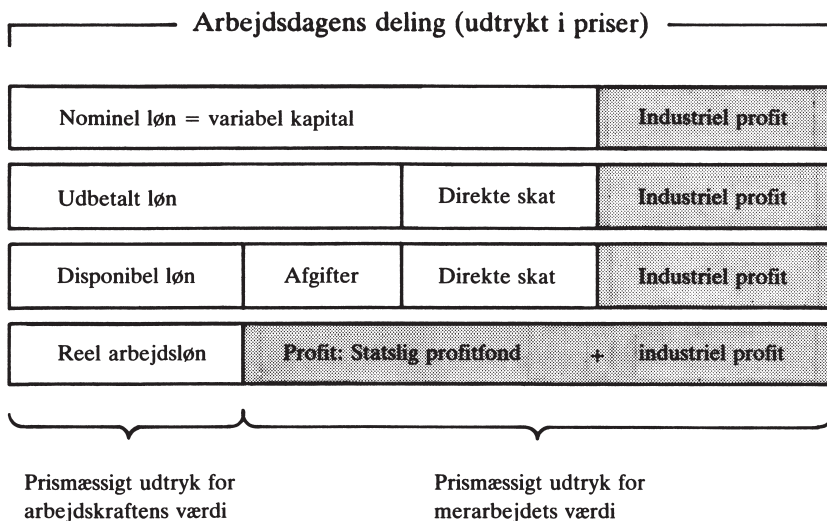 Arbejdsdagens deling (udtrykt i priser)
Nominel løn = variabel kapital Industriel profit
Udbetalt løn Direkte skat Industriel profit
Disponibel løn Afgifter Direkte skat Industriel profit
Reel arbejdsløn Profit: Statslig profitfond + industriel profit
Prismæssigt udtryk for
arbejdskraftens værdi
Prismæssigt udtryk for
merarbejdets værdi